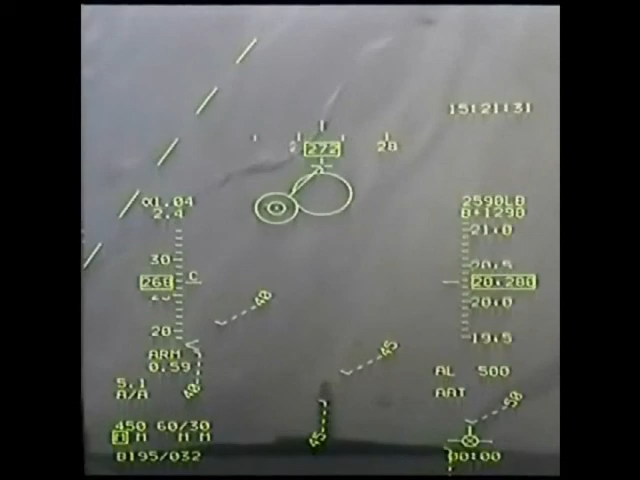 15:21:31
272
28
α1.04
2.4
2590LB
B+1290
21.0
30
20.5
C
20.280
20.0
40
20
19.5
45
ARM
0.59
AL 500
5.1
40
A/A
AAT
50
450 60/30
A M M M
45
B195/032
00:00